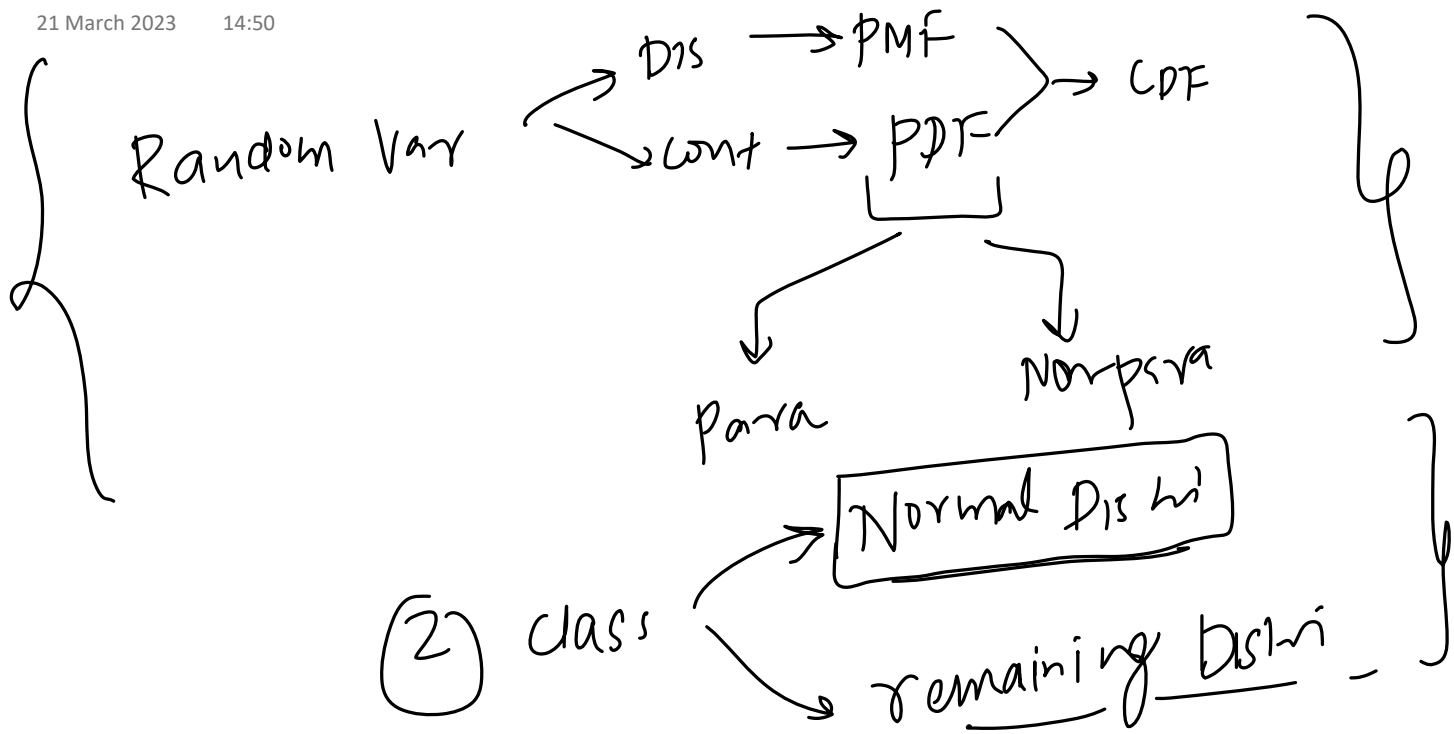 21 March 2023 14:50
Dis → PMF
→ CDF
Random Var
cont → PDF
Para
Nonpara
Normal Distri
2 class
remaining Distri -